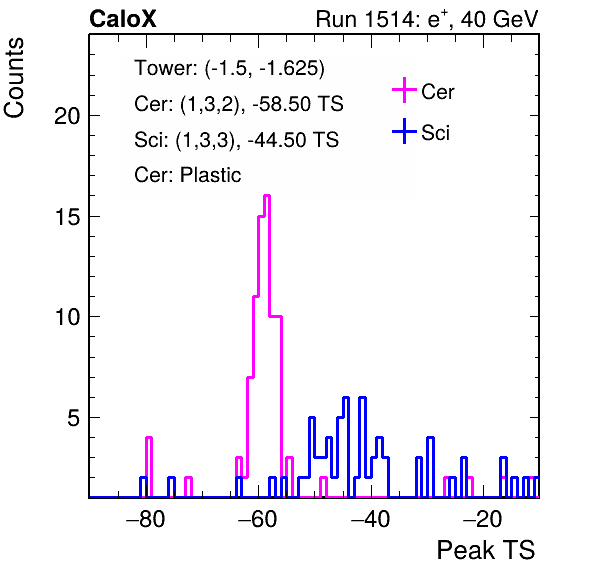 CaloX Run 1514: e+, 40 GeV
Counts
Tower: (-1.5, -1.625)
Cer: (1,3,2), -58.50 TS
Sci: (1,3,3), -44.50 TS
Cer: Plastic
Cer
Sci
20
15
10
5
−80 −60 −40 −20
Peak TS